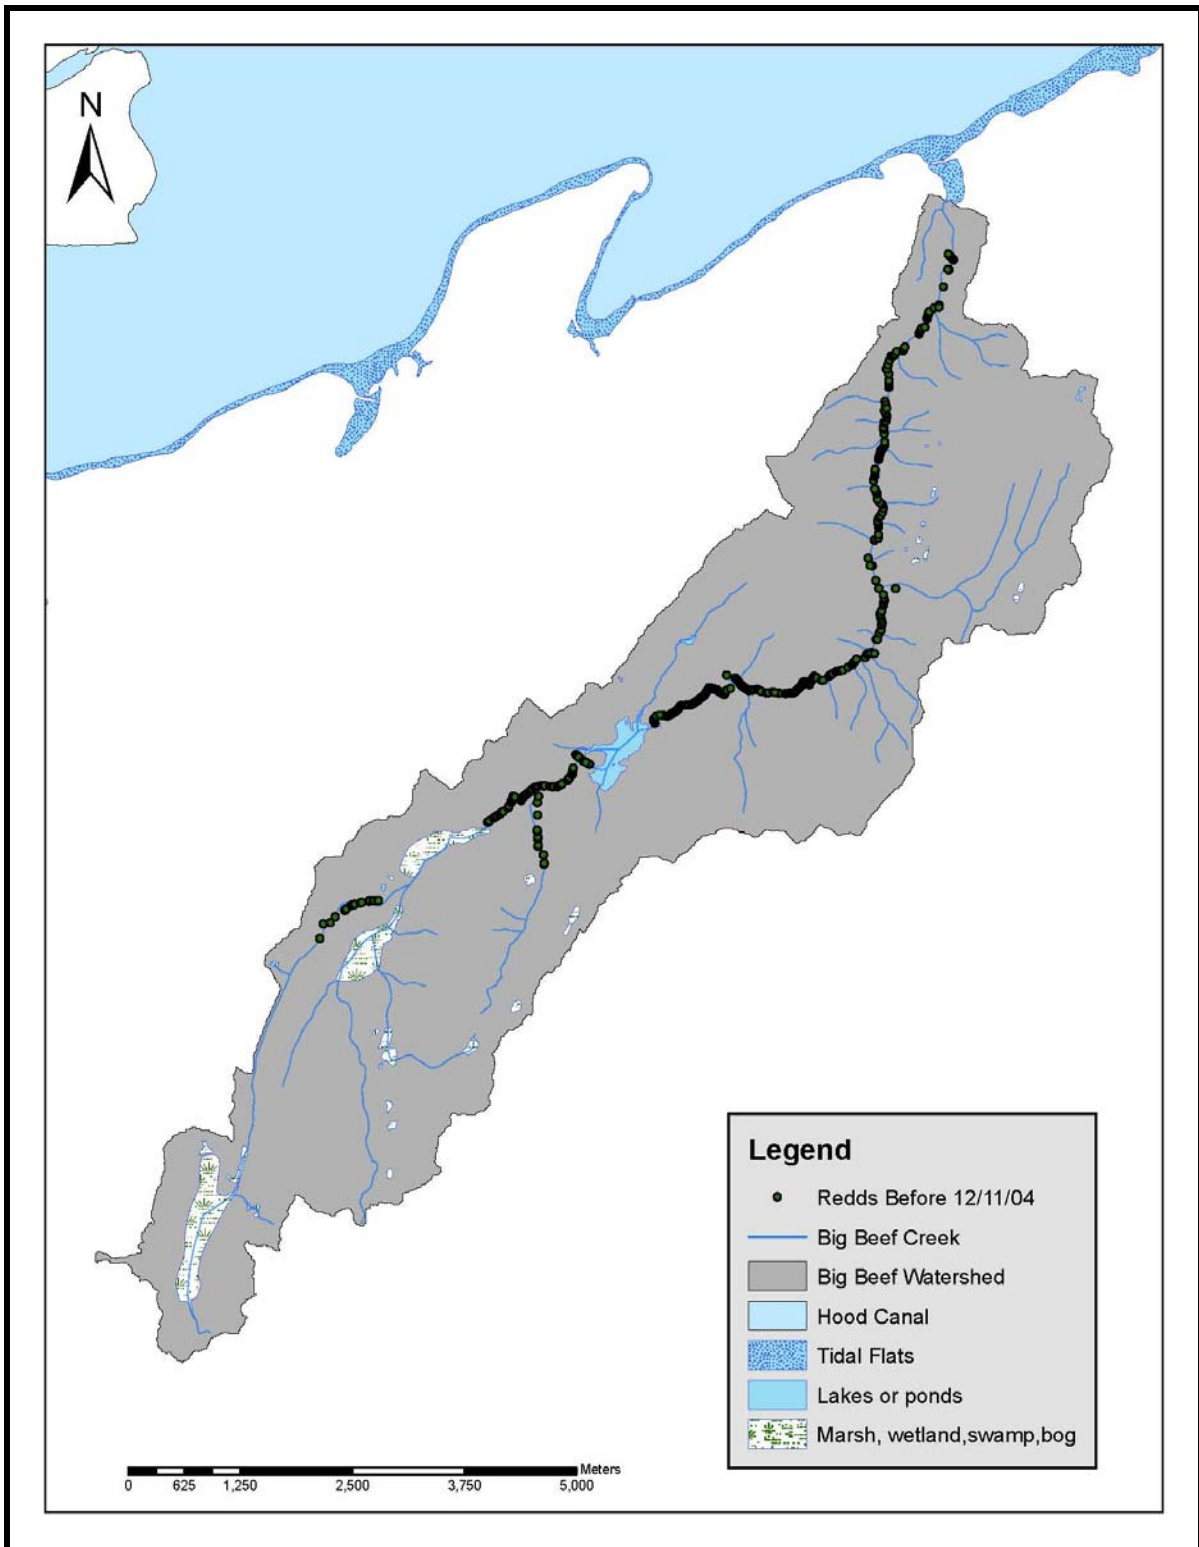 N
Legend
Redds Before 12/11/04
Big Beef Creek
Big Beef Watershed
Hood Canal
Tidal Flats
Lakes or ponds
Marsh, wetland,swamp,bog
Meters
0 625 1,250 2,500 3,750 5,000